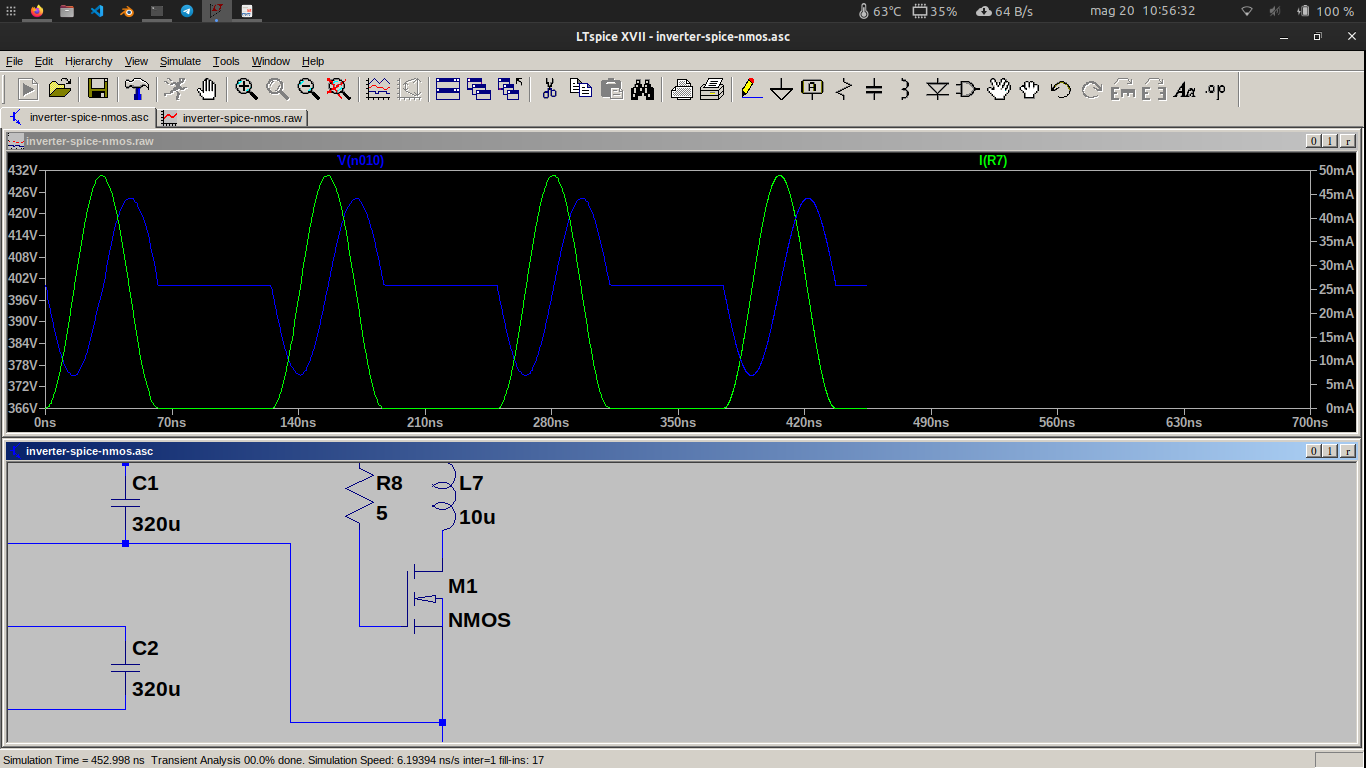 63℃ 35% 64 B/s mag 20 10:56:32 100 %
LTspice XVII - inverter-spice-nmos.asc
File Edit Hierarchy View Simulate Tools Window Help
inverter-spice-nmos.asc inverter-spice-nmos.raw
inverter-spice-nmos.raw
V(n010) I(R7)
432V 50mA
426V 45mA
420V 40mA
414V 35mA
408V 30mA
402V 25mA
396V 20mA
390V 15mA
384V 10mA
378V 5mA
372V 0mA
366V
0ns 70ns 140ns 210ns 280ns 350ns 420ns 490ns 560ns 630ns 700ns
inverter-spice-nmos.asc
C1
320u
R8
5
L7
10u
M1
NMOS
C2
320u
Simulation Time = 452.998 ns Transient Analysis 00.0% done. Simulation Speed: 6.19394 ns/s inter=1 fill-ins: 17